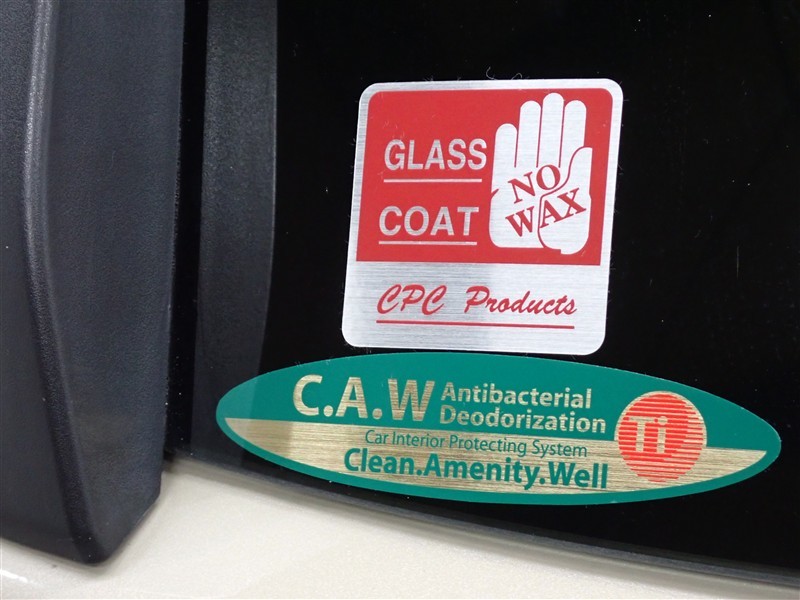 GLASS
COAT
NO
WAX
CPC Products
C.A.W Antibacterial
Deodorization
Ti
Car Interior Protecting System
Clean.Amenity.Well